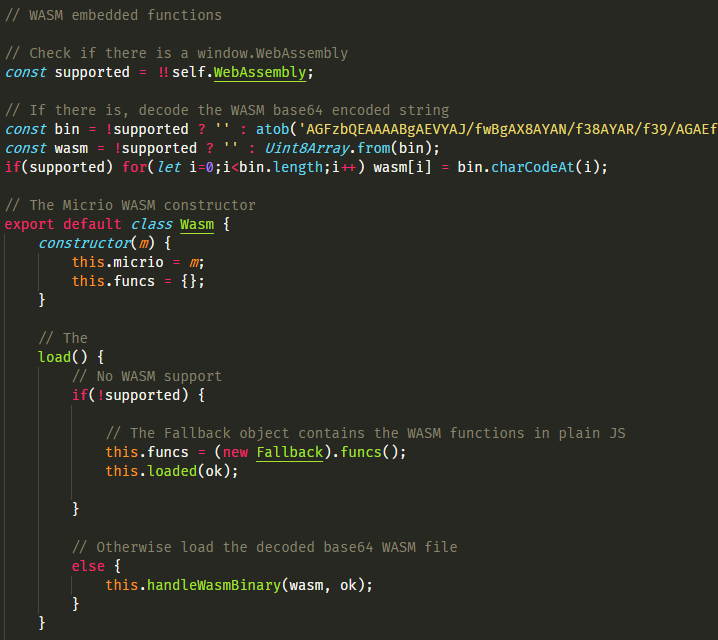 // WASM embedded functions
// Check if there is a window.WebAssembly
const supported = !!self.WebAssembly;
// If there is, decode the WASM base64 encoded string
const bin = !supported ? '' : atob('AGFzbQEAAAABgAEVYAJ/fwBgAX8AYAN/f38AYAR/f39/AGAEf
const wasm = !supported ? '' : Uint8Array.from(bin);
if(supported) for(let i=0;i<bin.length;i++) wasm[i] = bin.charCodeAt(i);
// The Micrio WASM constructor
export default class Wasm {
constructor(m) {
this.micrio = m;
this.funcs = {};
}
// The
load() {
// No WASM support
if(!supported) {
// The Fallback object contains the WASM functions in plain JS
this.funcs = (new Fallback).funcs();
this.loaded(ok);
}
// Otherwise load the decoded base64 WASM file
else {
this.handleWasmBinary(wasm, ok);
}
}